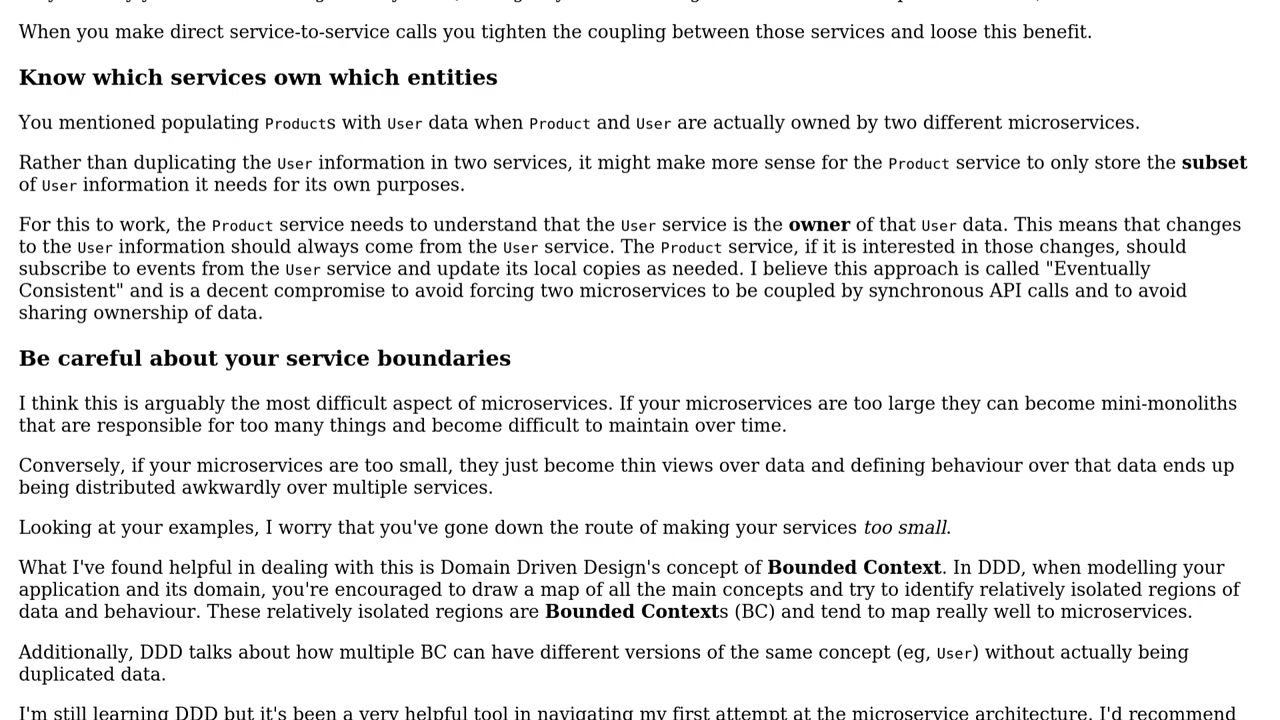 When you make direct service-to-service calls you tighten the coupling between those services and loose this benefit.
Know which services own which entities
You mentioned populating Products with User data when Product and User are actually owned by two different microservices.
Rather than duplicating the User information in two services, it might make more sense for the Product service to only store the subset
of User information it needs for its own purposes.
For this to work, the Product service needs to understand that the User service is the owner of that User data. This means that changes
to the User information should always come from the User service. The Product service, if it is interested in those changes, should
subscribe to events from the User service and update its local copies as needed. I believe this approach is called "Eventually
Consistent" and is a decent compromise to avoid forcing two microservices to be coupled by synchronous API calls and to avoid
sharing ownership of data.
Be careful about your service boundaries
I think this is arguably the most difficult aspect of microservices. If your microservices are too large they can become mini-monoliths
that are responsible for too many things and become difficult to maintain over time.
Conversely, if your microservices are too small, they just become thin views over data and defining behaviour over that data ends up
being distributed awkwardly over multiple services.
Looking at your examples, I worry that you've gone down the route of making your services too small.
What I've found helpful in dealing with this is Domain Driven Design's concept of Bounded Context. In DDD, when modelling your
application and its domain, you're encouraged to draw a map of all the main concepts and try to identify relatively isolated regions of
data and behaviour. These relatively isolated regions are Bounded Contexts (BC) and tend to map really well to microservices.
Additionally, DDD talks about how multiple BC can have different versions of the same concept (eg, User) without actually being
duplicated data.
I'm still learning DDD but it's been a very helpful tool in navigating my first attempt at the microservice architecture. I'd recommend